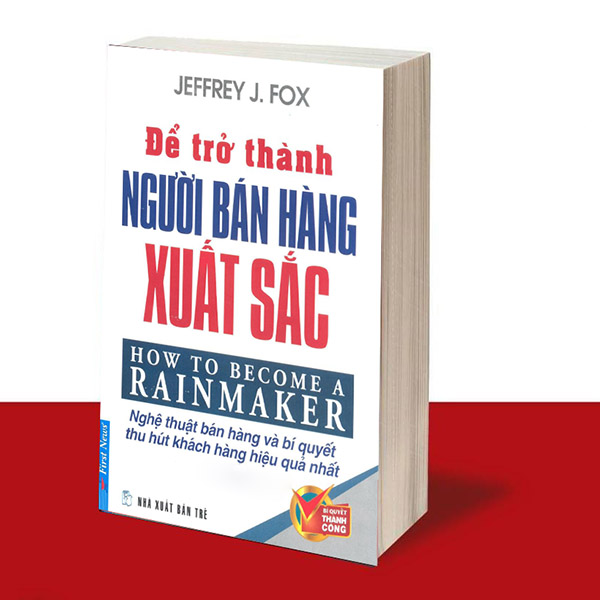 JEFFREY J. FOX
Để trở thành
NGƯỜI BÁN HÀNG
XUẤT SẮC
HOW TO BECOME A
RAINMAKER
Nghệ thuật bán hàng và bí quyết
thu hút khách hàng hiệu quả nhất
First News
NHÀ XUẤT BẢN TRẺ
BÍ QUYẾT
THÀNH
CÔNG